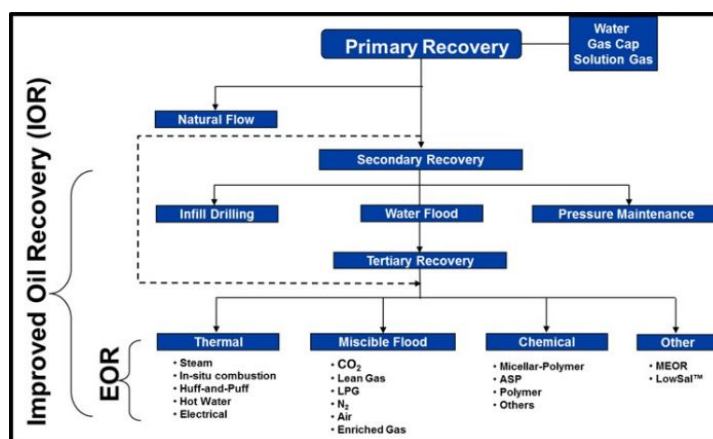 Primary Recovery
Water
Gas Cap
Solution Gas
Natural Flow
Secondary Recovery
Infill Drilling
Water Flood
Pressure Maintenance
Tertiary Recovery
Improved Oil Recovery (IOR)
EOR
Thermal
• Steam
• In-situ combustion
• Huff-and-Puff
• Hot Water
• Electrical
Miscible Flood
• CO₂
• Lean Gas
• LPG
• N₂
• Air
• Enriched Gas
Chemical
• Micellar-Polymer
• ASP
• Polymer
• Others
Other
• MEOR
• LowSal™